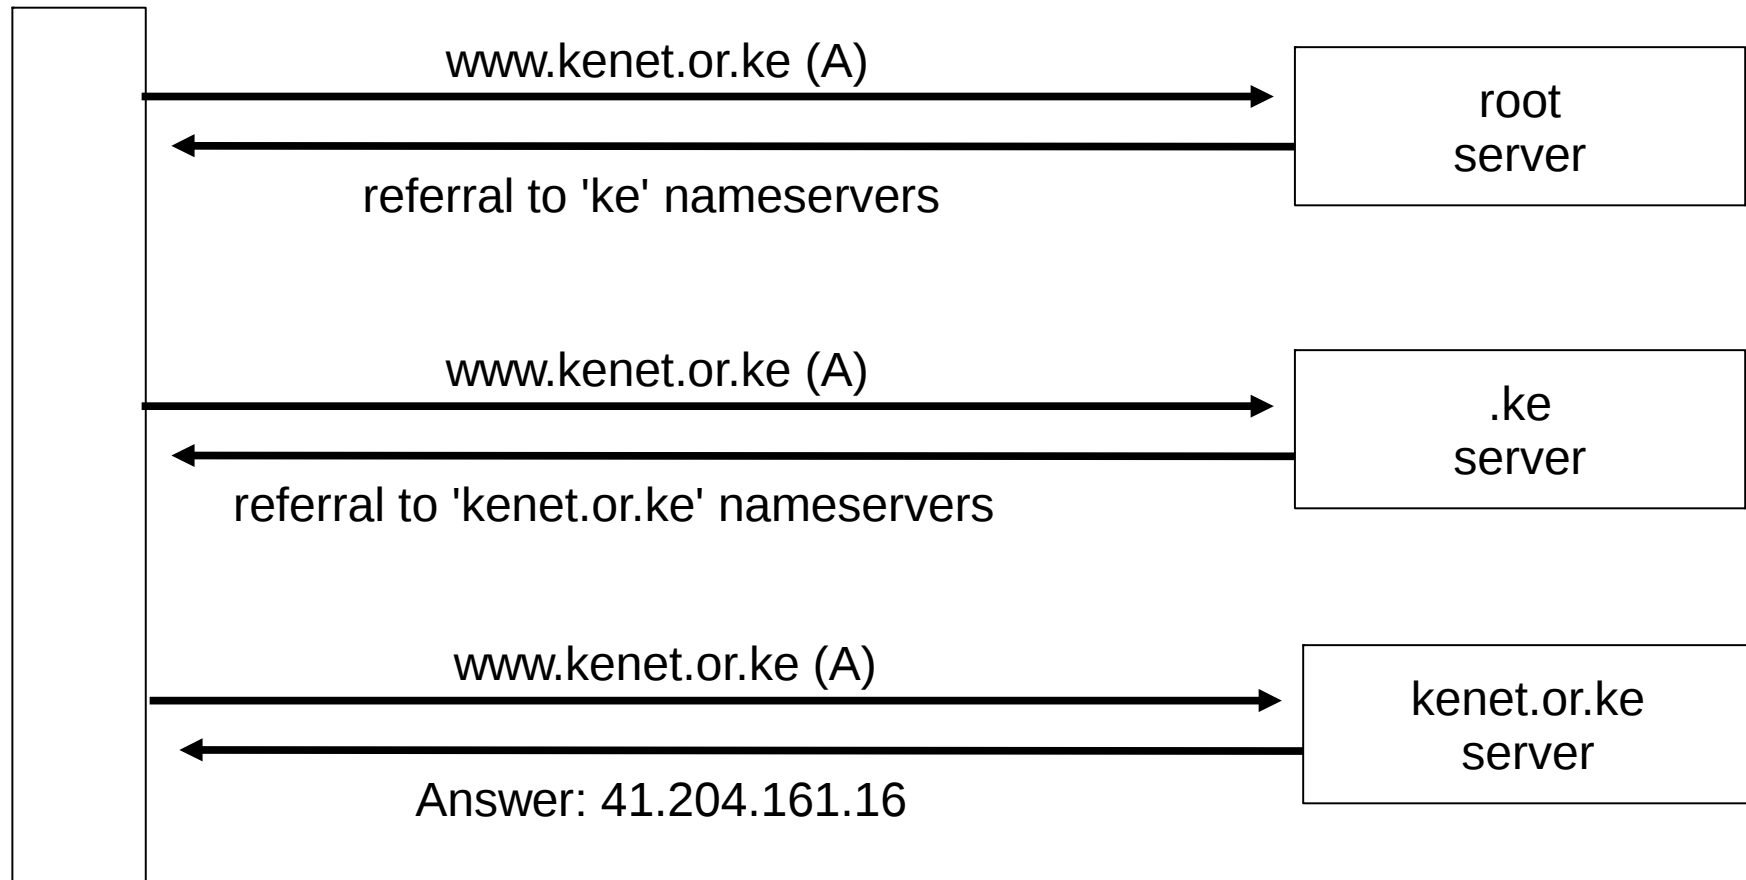 www.kenet.or.ke (A)
root
server
referral to 'ke' nameservers
www.kenet.or.ke (A)
.ke
server
referral to 'kenet.or.ke' nameservers
www.kenet.or.ke (A)
kenet.or.ke
server
Answer: 41.204.161.16